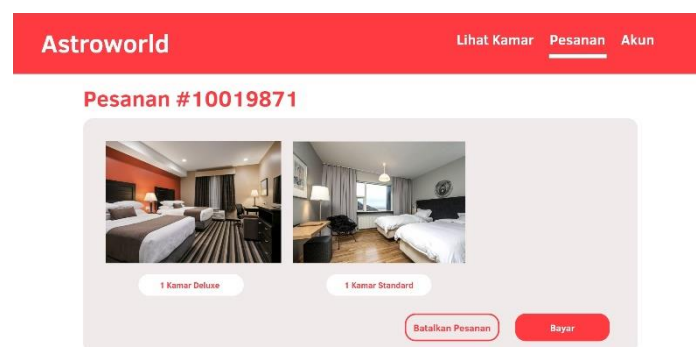 Astroworld
Lihat Kamar Pesanan Akun
Pesanan #10019871
1 Kamar Deluxe 1 Kamar Standard
Batalkan Pesanan Bayar